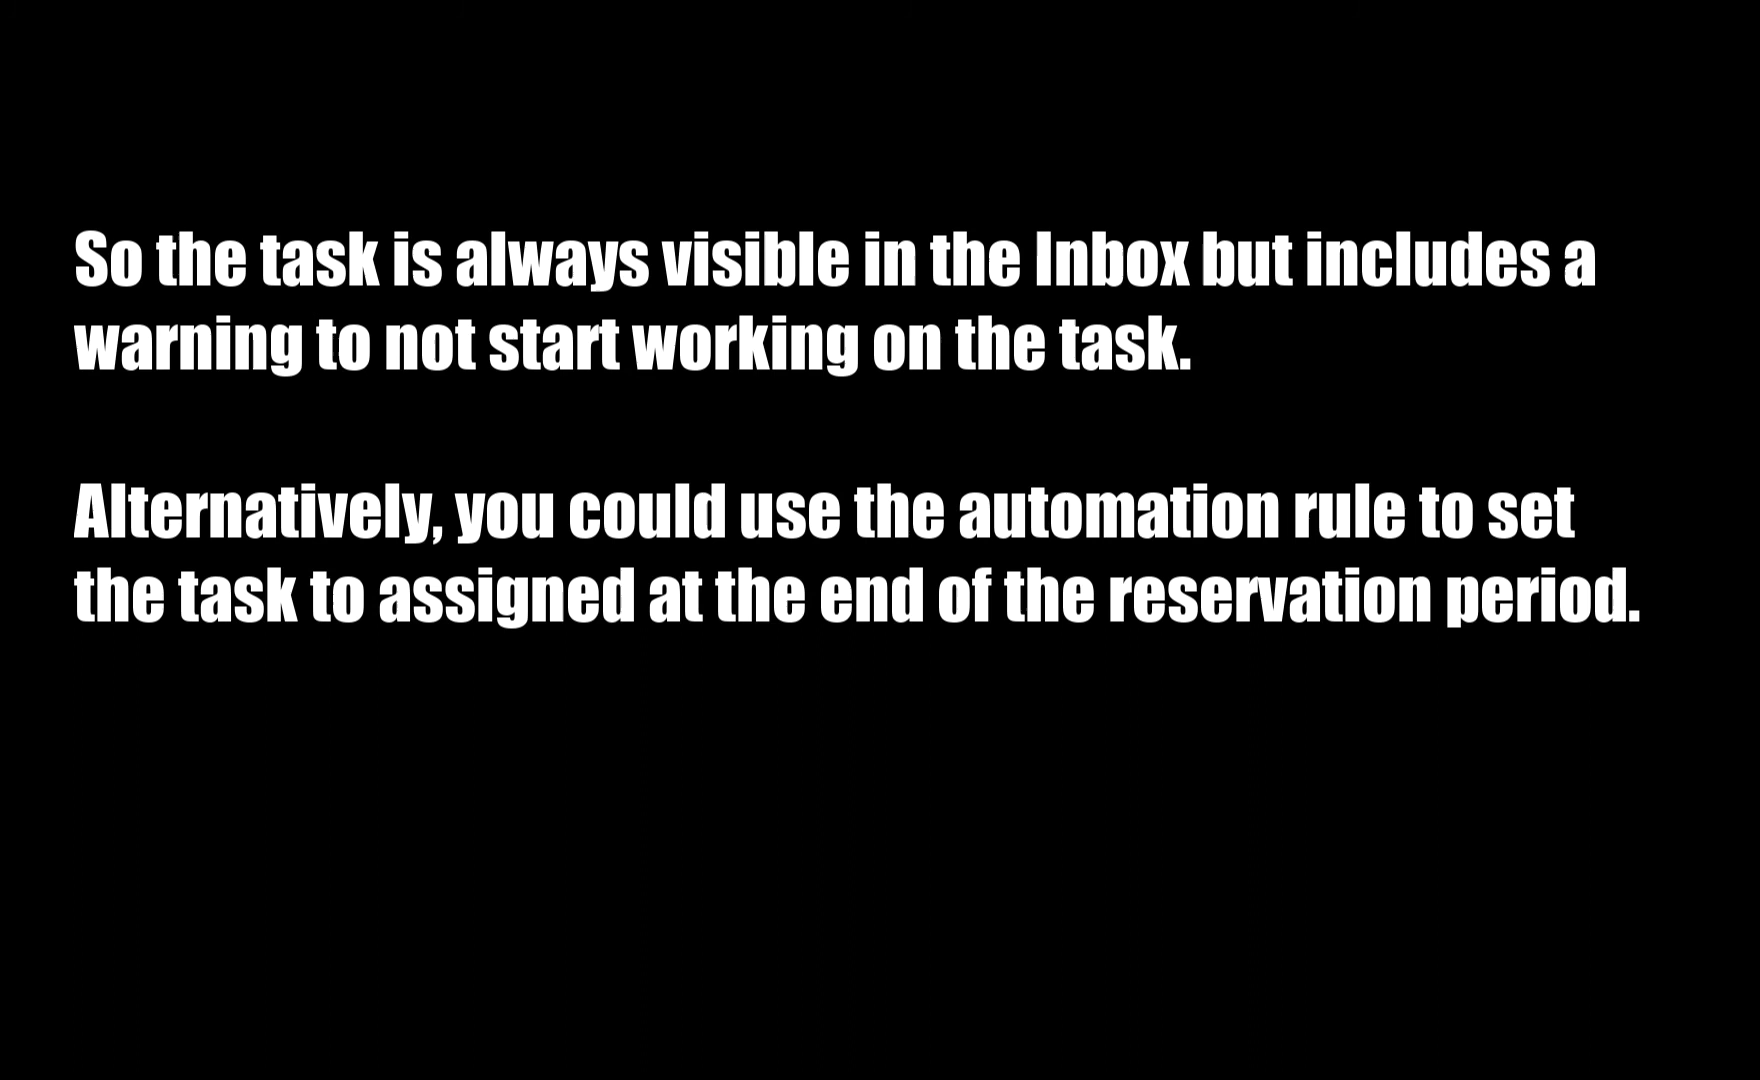 So the task is always visible in the Inbox but includes a
warning to not start working on the task.
Alternatively, you could use the automation rule to set
the task to assigned at the end of the reservation period.